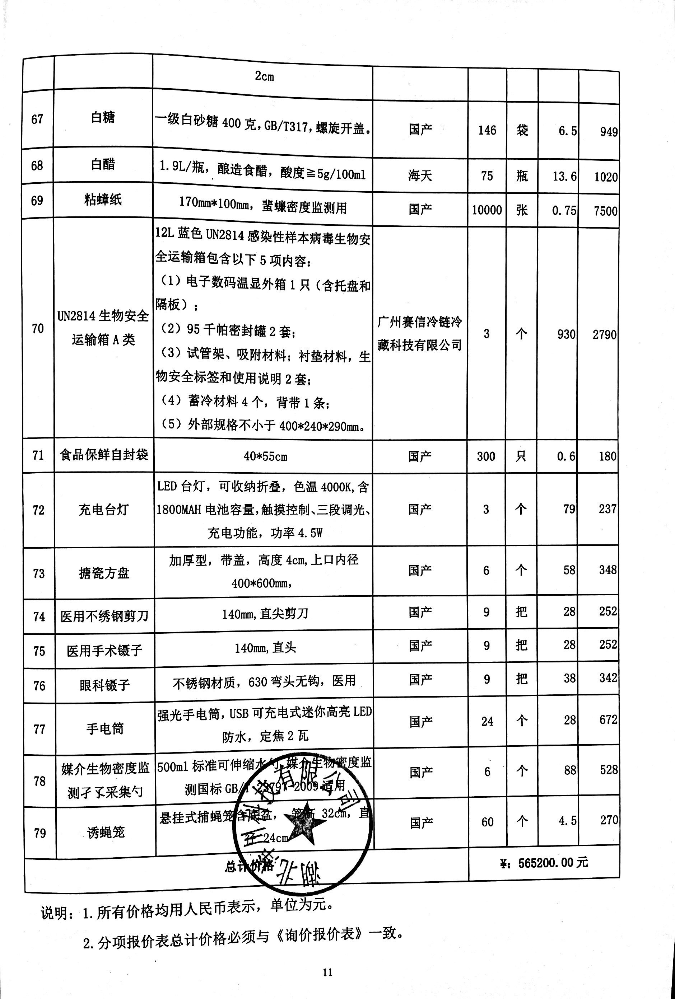 2cm
67 白糖 一级白砂糖 400 克，GB/T317，螺旋开盖。 国产 146 袋 6.5 949
68 白醋 1.9L/瓶，酿造食醋，酸度≧5g/100ml 海天 75 瓶 13.6 1020
69 粘蟑纸 170mm*100mm，蜚蠊密度监测用 国产 10000 张 0.75 7500
12L 蓝色 UN2814 感染性样本病毒生物安
全运输箱包含以下 5 项内容：
（1）电子数码温显外箱 1 只（含托盘和
隔板）；
70 UN2814 生物安全
运输箱 A 类
（2）95 千帕密封罐 2 套；
（3）试管架、吸附材料；衬垫材料，生
物安全标签和使用说明 2 套；
（4）蓄冷材料 4 个，背带 1 条；
（5）外部规格不小于 400*240*290mm。
广州赛信冷链冷
藏科技有限公司
3 个 930 2790
71 食品保鲜自封袋 40*55cm 国产 300 只 0.6 180
LED 台灯，可收纳折叠，色温 4000K,含
72 充电台灯 1800MAH 电池容量,触摸控制、三段调光、 国产 3 个 79 237
充电功能，功率 4.5W
73 搪瓷方盘 加厚型，带盖，高度 4cm,上口内径 国产 6 个 58 348
400*600mm，
74 医用不绣钢剪刀 140mm,直尖剪刀 国产 9 把 28 252
75 医用手术镊子 140mm,直头 国产 9 把 28 252
76 眼科镊子 不锈钢材质，630 弯头无钩，医用 国产 9 把 38 342
77 手电筒 强光手电筒，USB 可充电式迷你高亮 LED 国产 24 个 28 672
防水，定焦 2 瓦
78 媒介生物密度监 500ml 标准可伸缩水勺 媒介生物密度监 国产 6 个 88 528
测孑孓采集勺 测国标 GB/T 23797-2009 适用
79 诱蝇笼 悬挂式捕蝇笼含底盆， 笼高 32cm，直 国产 60 个 4.5 270
径 24cm
总计价格 ¥：565200.00 元
湖北 三科技有限公司
说明：1.所有价格均用人民币表示，单位为元。
2.分项报价表总计价格必须与《询价报价表》一致。
11